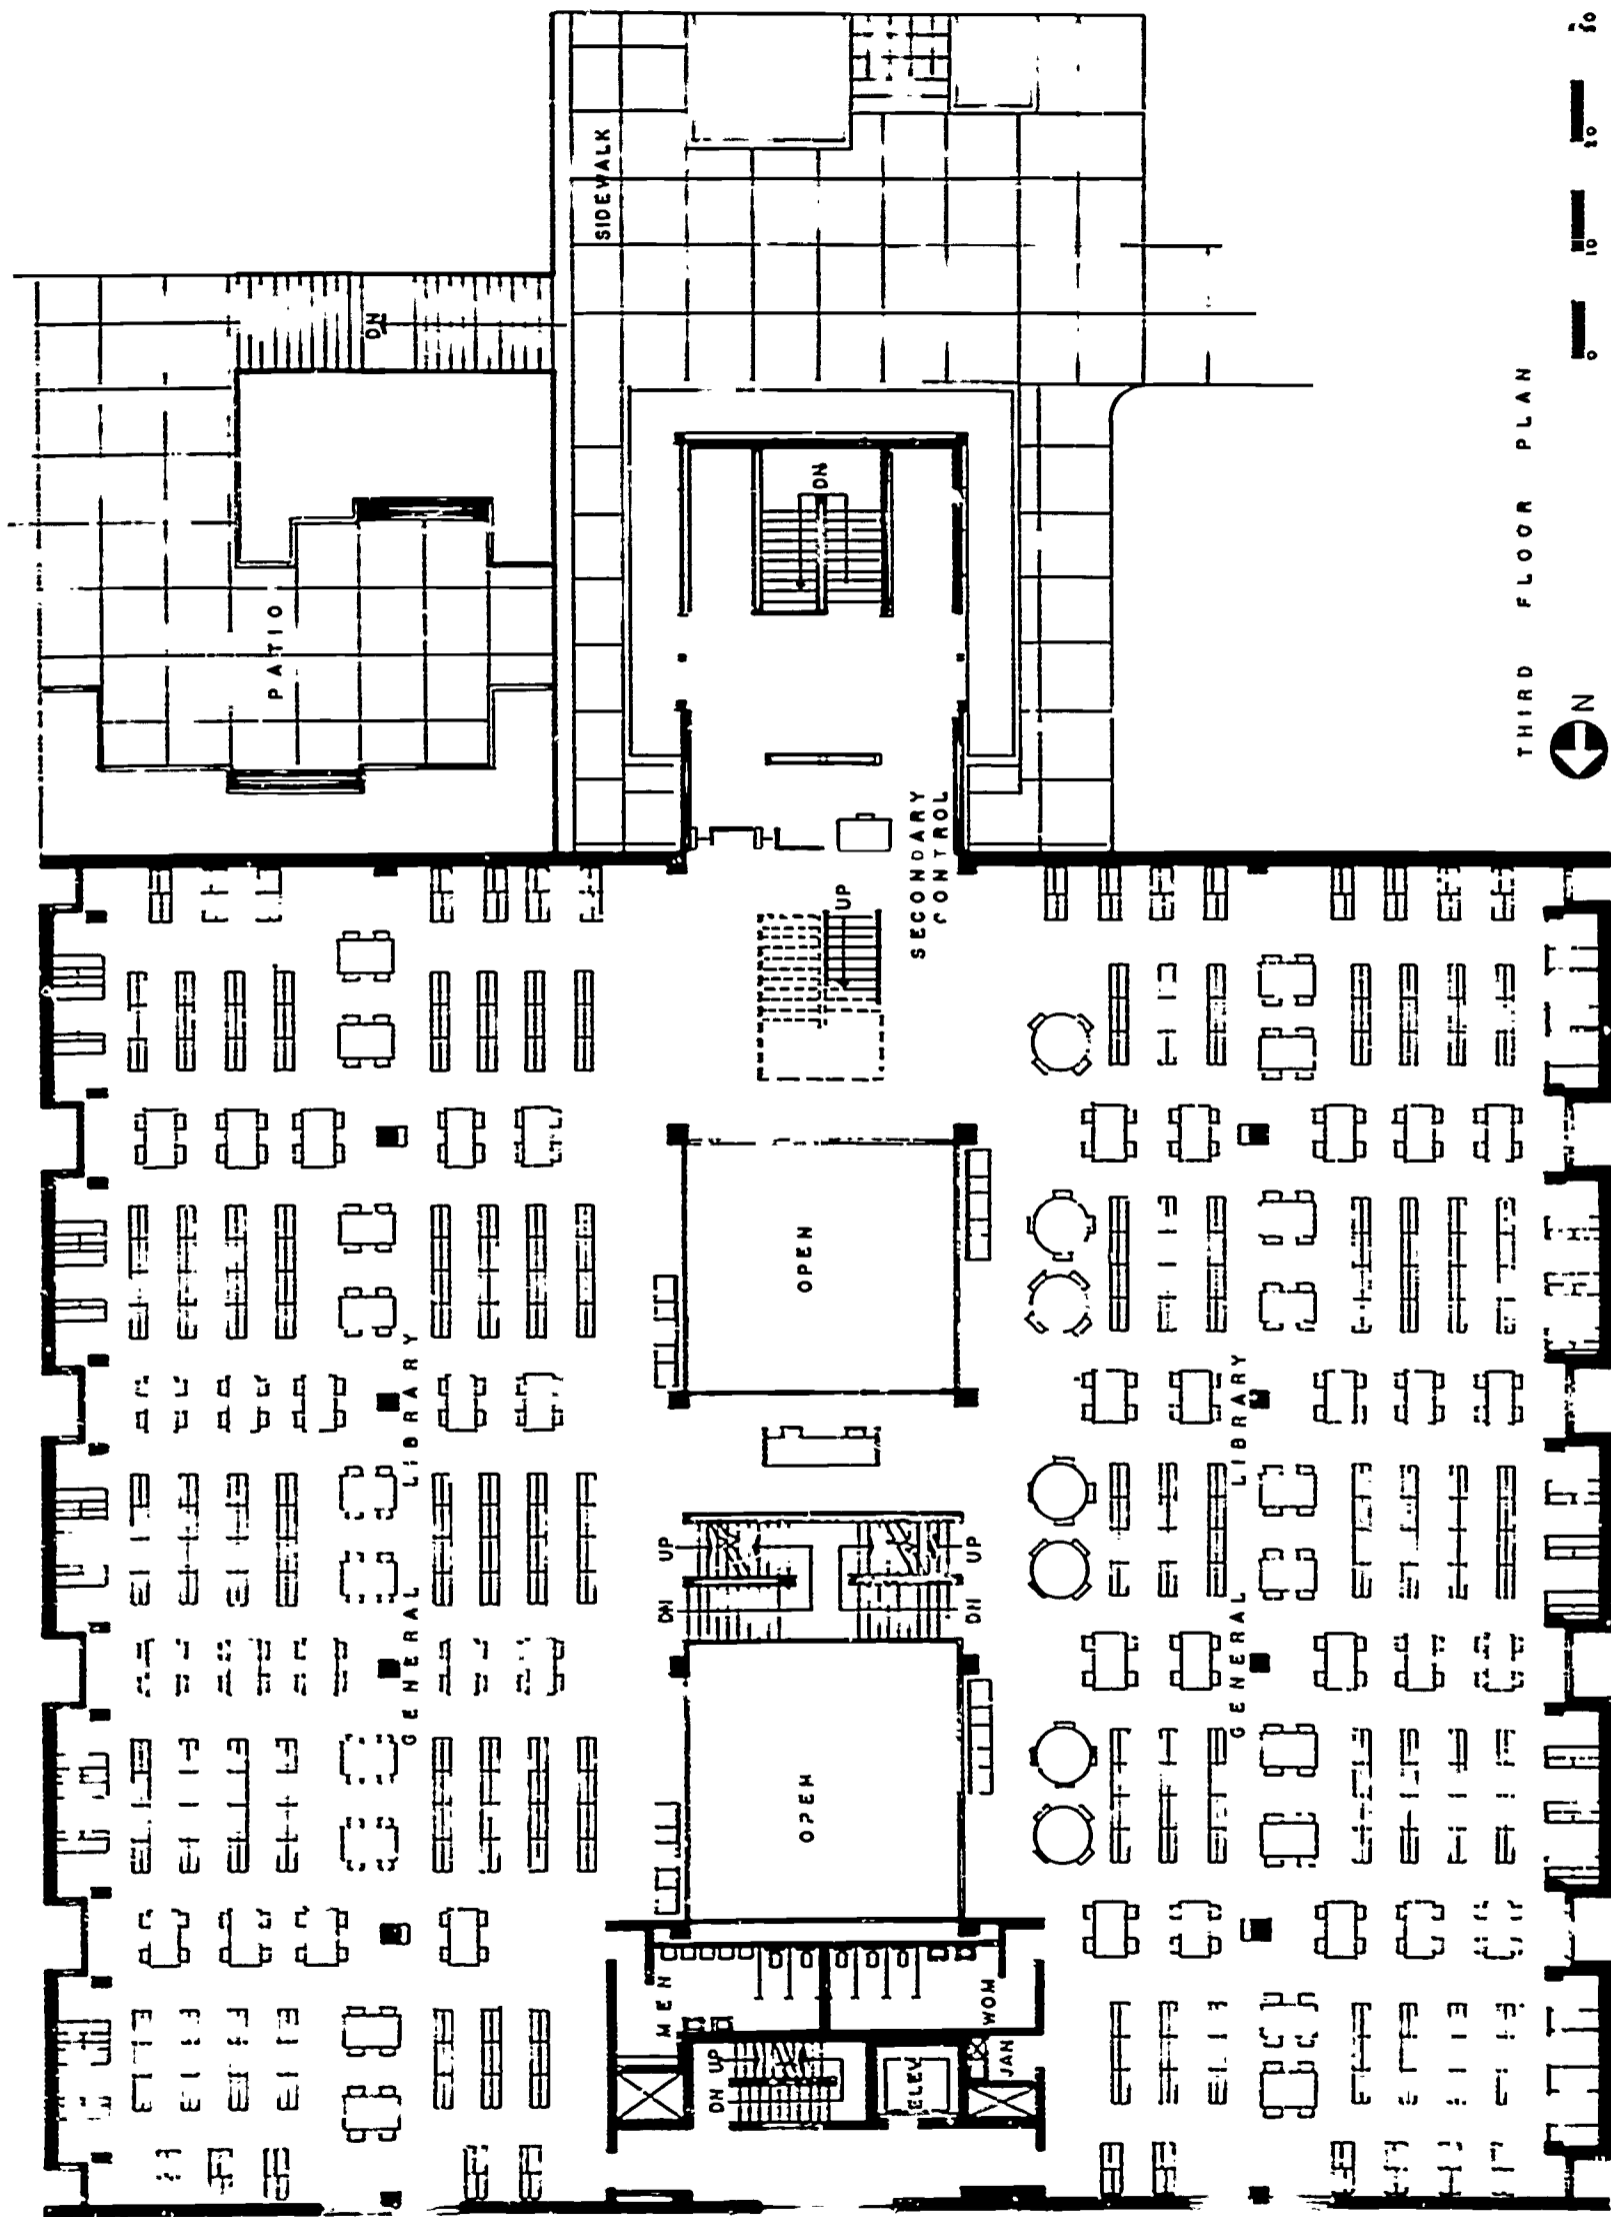 SIDEWALK
DN
PATIO
DN
SECONDARY
CONTROL
UP
OPEN
GENERAL LIBRARY
GENERAL LIBRARY
UP
DN
UP
DN
OPEN
MEN
WOM
JAN
ELEV
UP
DN
THIRD FLOOR PLAN
N
0 10 20